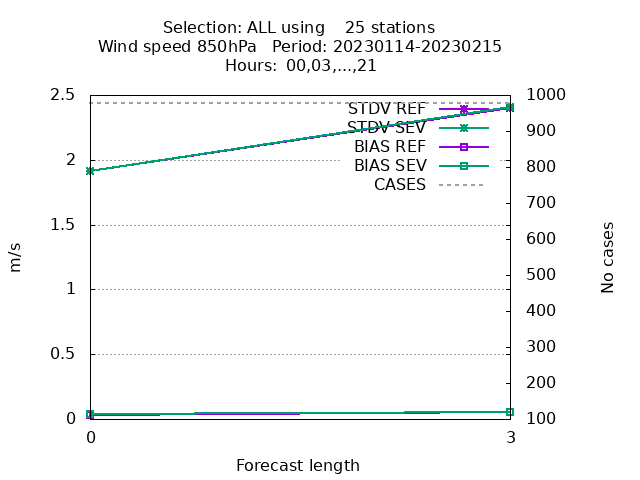 Selection: ALL using    25 stations
Wind speed 850hPa   Period: 20230114-20230215
Hours: 00,03,...,21
2.5
2
1.5
1
0.5
0
1000
900
800
700
600
500
400
300
200
100
STDV REF
STDV SEV
BIAS REF
BIAS SEV
CASES
m/s
No cases
0
3
Forecast length